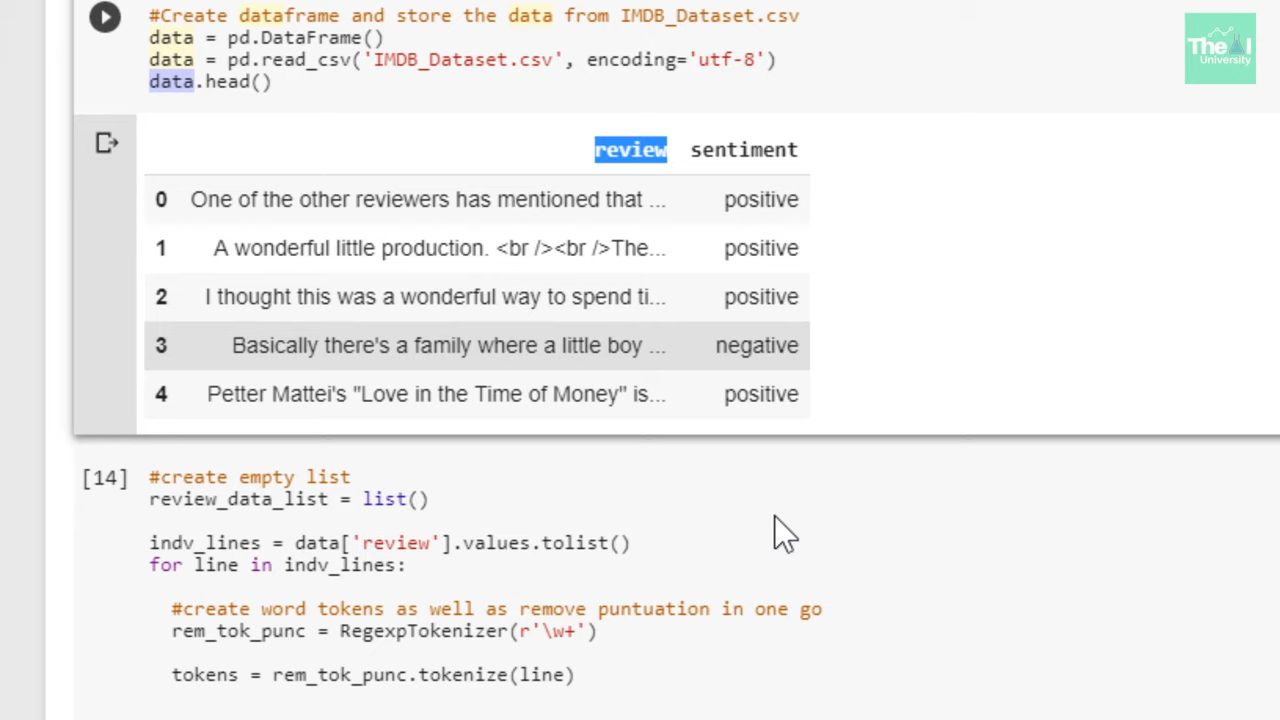 #Create dataframe and store the data from IMDB_Dataset.csv
data = pd.DataFrame()
data = pd.read_csv('IMDB_Dataset.csv', encoding='utf-8')
data.head()
The AI
University
review sentiment
0 One of the other reviewers has mentioned that ... positive
1 A wonderful little production. <br /><br />The... positive
2 I thought this was a wonderful way to spend ti... positive
3 Basically there's a family where a little boy ... negative
4 Petter Mattei's "Love in the Time of Money" is... positive
[14] #create empty list
review_data_list = list()
indv_lines = data['review'].values.tolist()
for line in indv_lines:
#create word tokens as well as remove puntuation in one go
rem_tok_punc = RegexpTokenizer(r'\w+')
tokens = rem_tok_punc.tokenize(line)